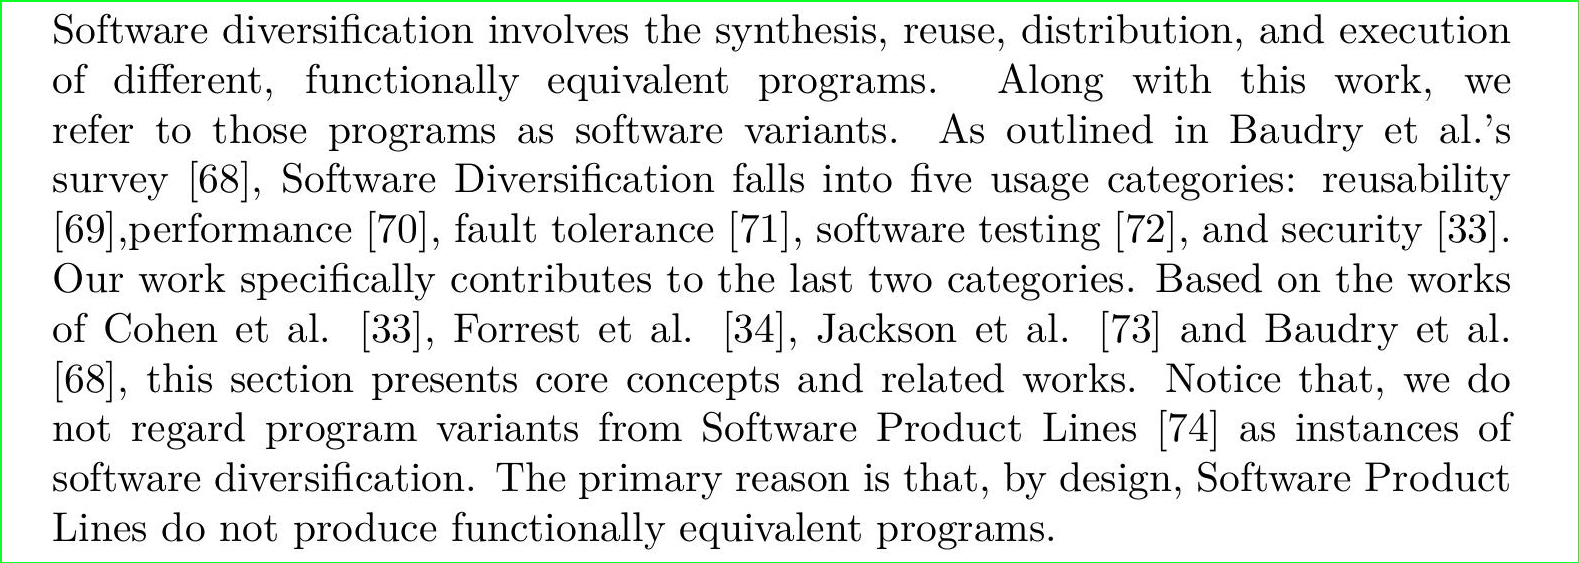 Software diversification involves the synthesis, reuse, distribution, and execution
of different, functionally equivalent programs. Along with this work, we
refer to those programs as software variants. As outlined in Baudry et al.'s
survey [68], Software Diversification falls into five usage categories: reusability
[69],performance [70], fault tolerance [71], software testing [72], and security [33].
Our work specifically contributes to the last two categories. Based on the works
of Cohen et al. [33], Forrest et al. [34], Jackson et al. [73] and Baudry et al.
[68], this section presents core concepts and related works. Notice that, we do
not regard program variants from Software Product Lines [74] as instances of
software diversification. The primary reason is that, by design, Software Product
Lines do not produce functionally equivalent programs.